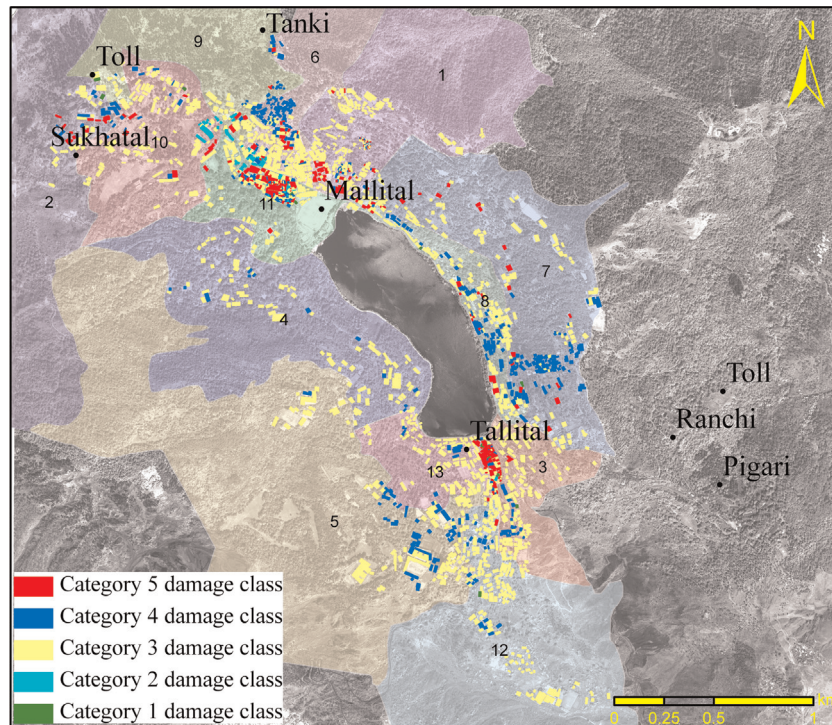 Tanki
9
6
N
Toll
1
Sukhatal
10
2
11
Mallital
7
8
4
Toll
Ranchi
Tallital
13
3
Pigari
5
Category 5 damage class
Category 4 damage class
Category 3 damage class
Category 2 damage class
Category 1 damage class
12
0 0.25 0.5